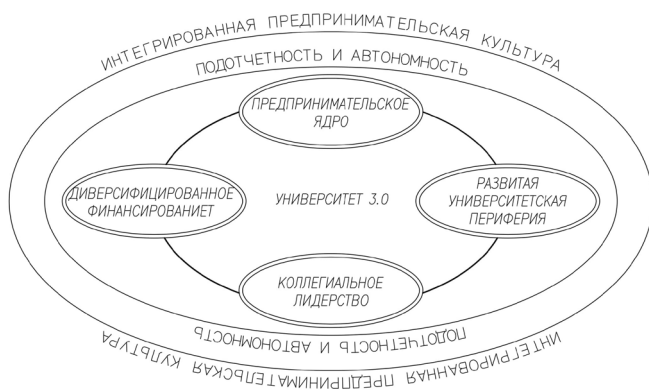 ИНТЕГРИРОВАННАЯ ПРЕДПРИНИМАТЕЛЬСКАЯ КУЛЬТУРА
ПОДОТЧЕТНОСТЬ И АВТОНОМНОСТЬ
ПРЕДПРИНИМАТЕЛЬСКОЕ
ЯДРО
ДИВЕРСИФИЦИРОВАННОЕ
ФИНАНСИРОВАНИЕТ
УНИВЕРСИТЕТ 3.0
РАЗВИТАЯ
УНИВЕРСИТЕТСКАЯ
ПЕРИФЕРИЯ
КОЛЛЕГИАЛЬНОЕ
ЛИДЕРСТВО
ПОДОТЧЕТНОСТЬ И АВТОНОМНОСТЬ
ИНТЕГРИРОВАННАЯ ПРЕДПРИНИМАТЕЛЬСКАЯ КУЛЬТУРА